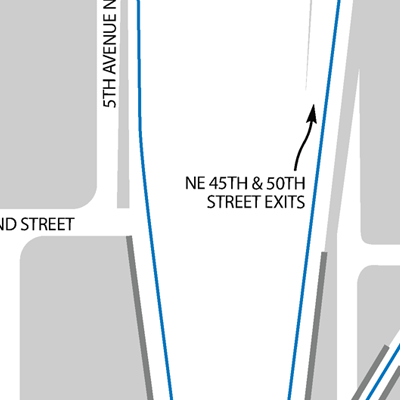 5TH AVENUE N
NE 45TH & 50TH
STREET EXITS
ND STREET